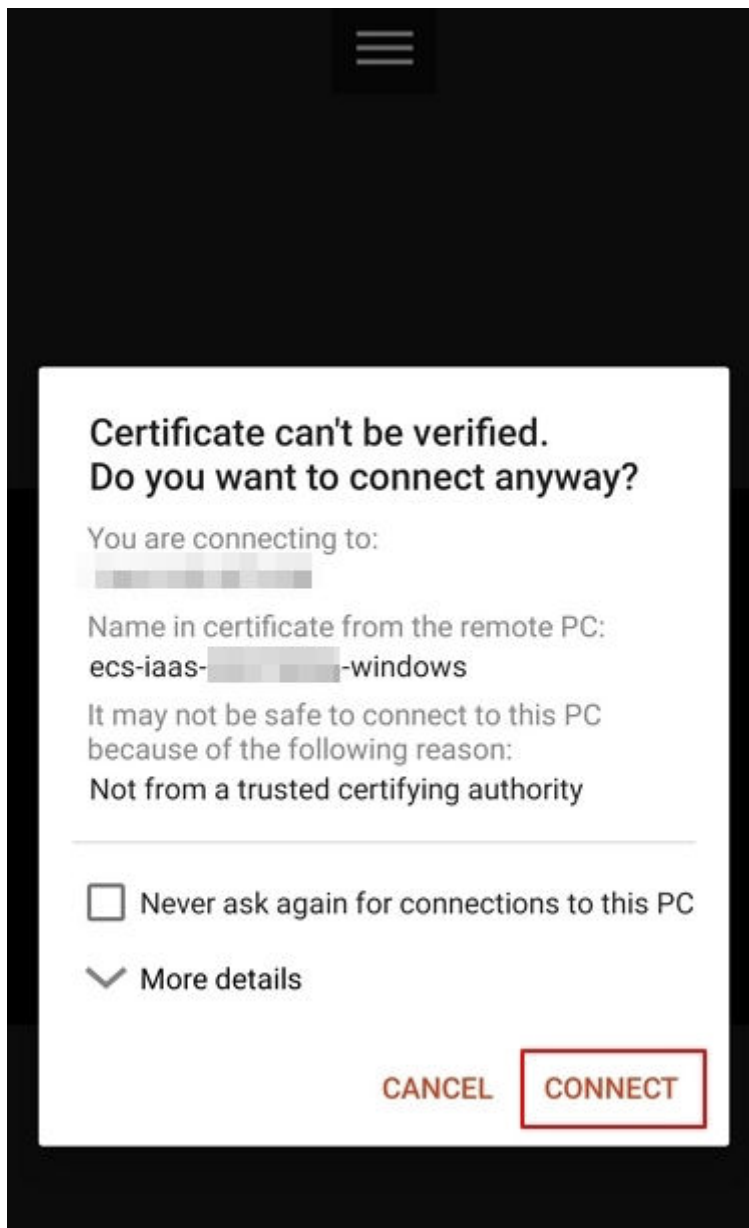 Certificate can't be verified.
Do you want to connect anyway?
You are connecting to:
Name in certificate from the remote PC:
ecs-iaas- -windows
It may not be safe to connect to this PC
because of the following reason:
Not from a trusted certifying authority
Never ask again for connections to this PC
More details
CANCEL CONNECT